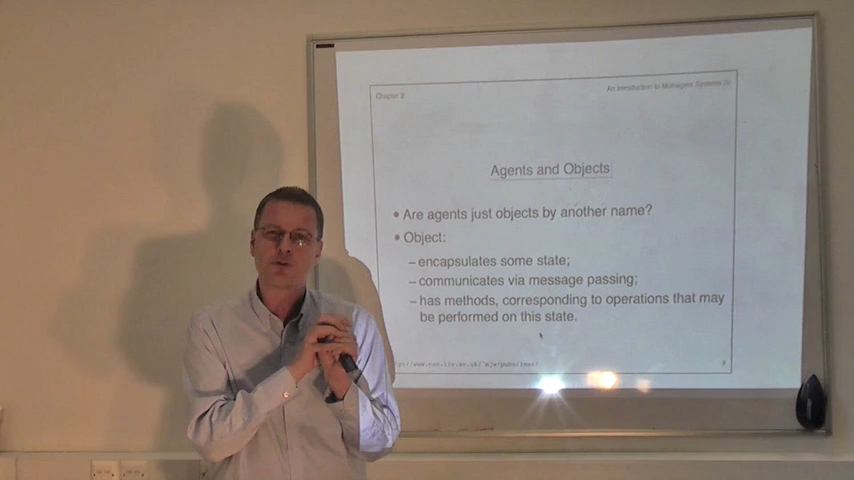 Chapter 2
An Introduction to Multiagent Systems 2e
Agents and Objects
• Are agents just objects by another name?
• Object:
– encapsulates some state;
– communicates via message passing;
– has methods, corresponding to operations that may
be performed on this state.